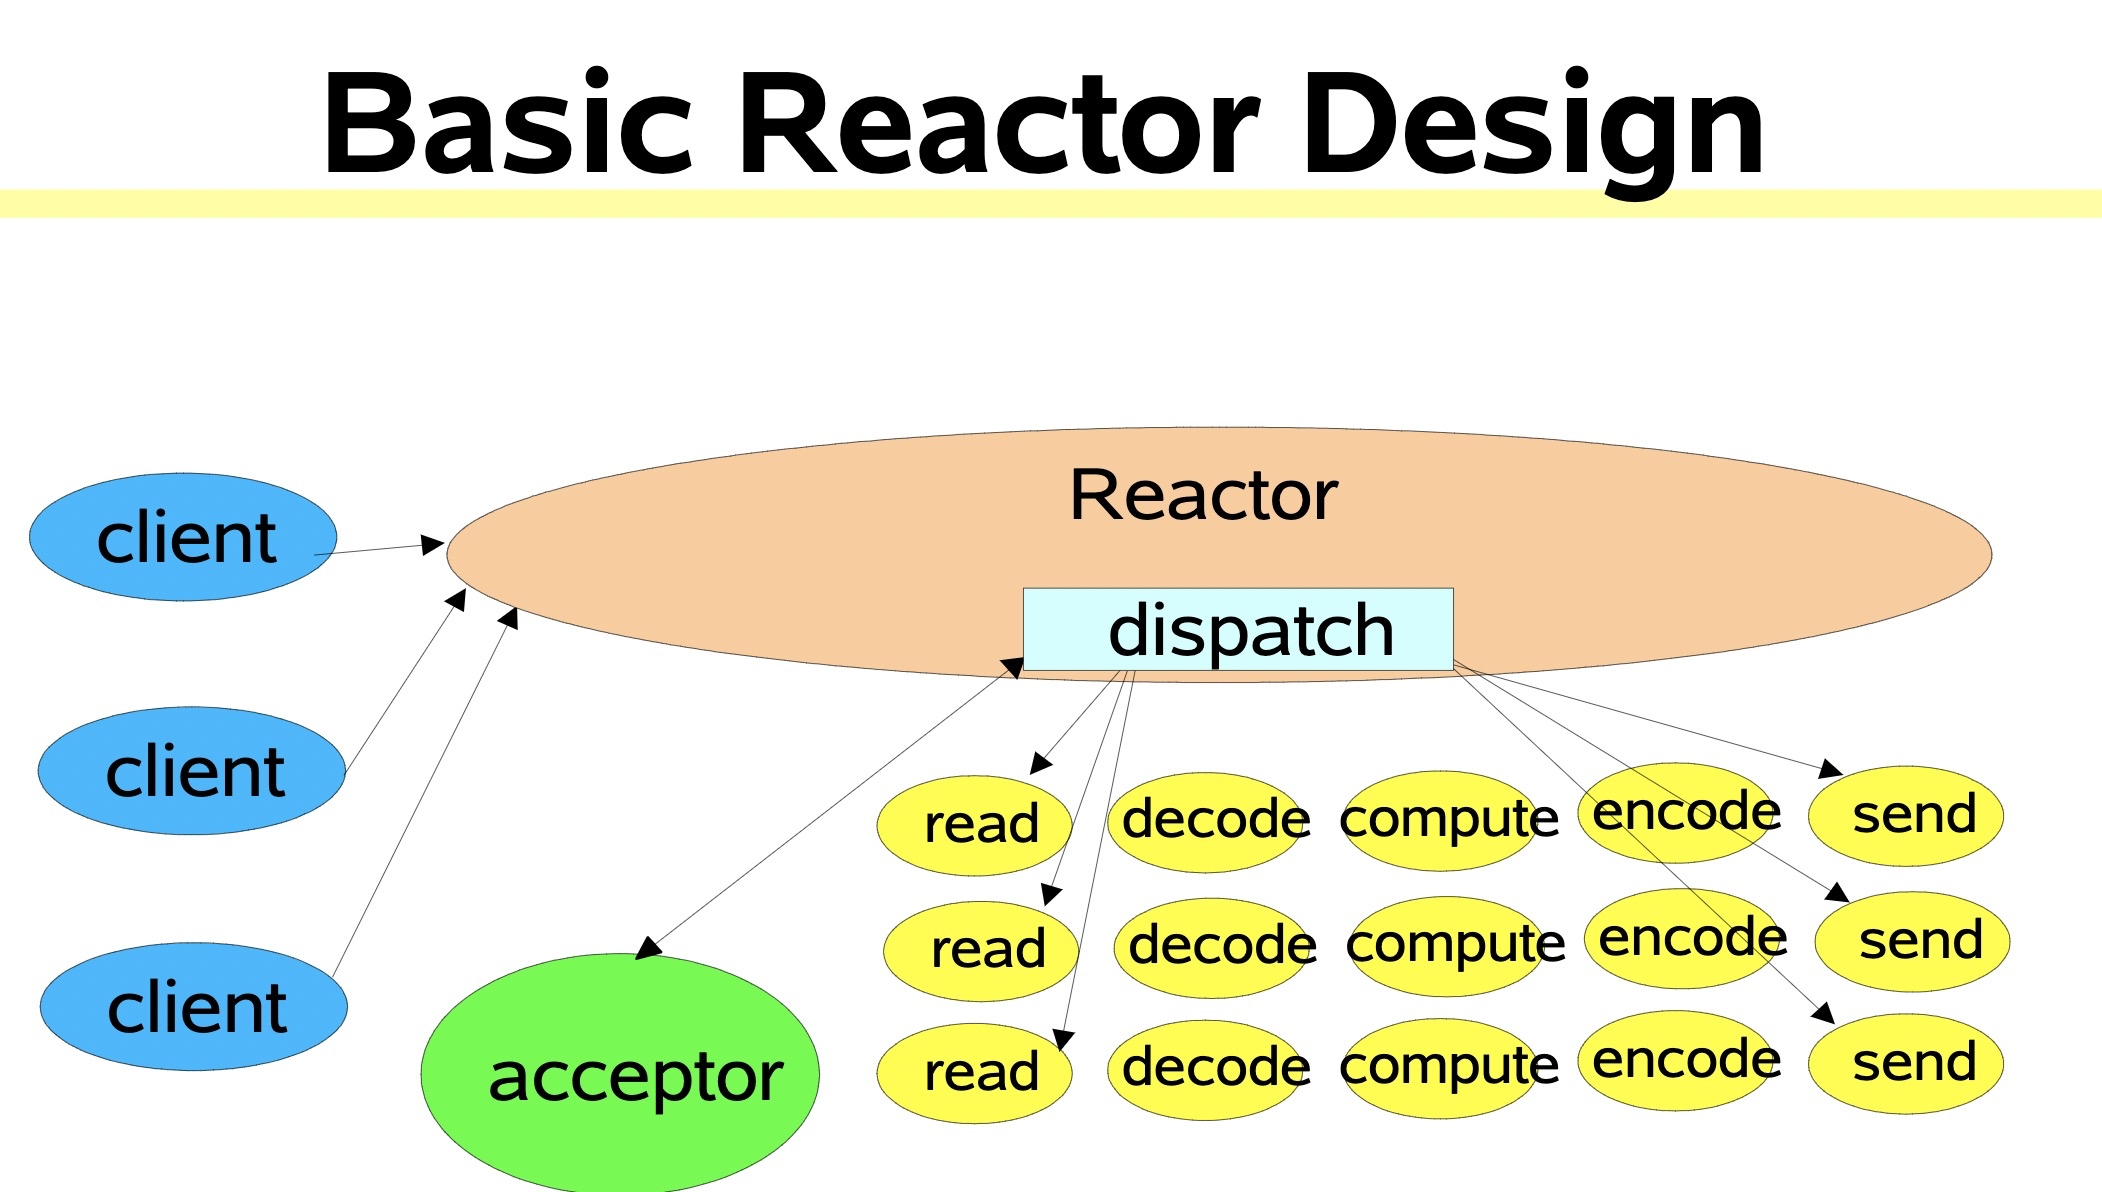 Basic Reactor Design
Reactor
client
dispatch
client
read decode compute encode send
read decode compute encode send
client
acceptor
read decode compute encode send